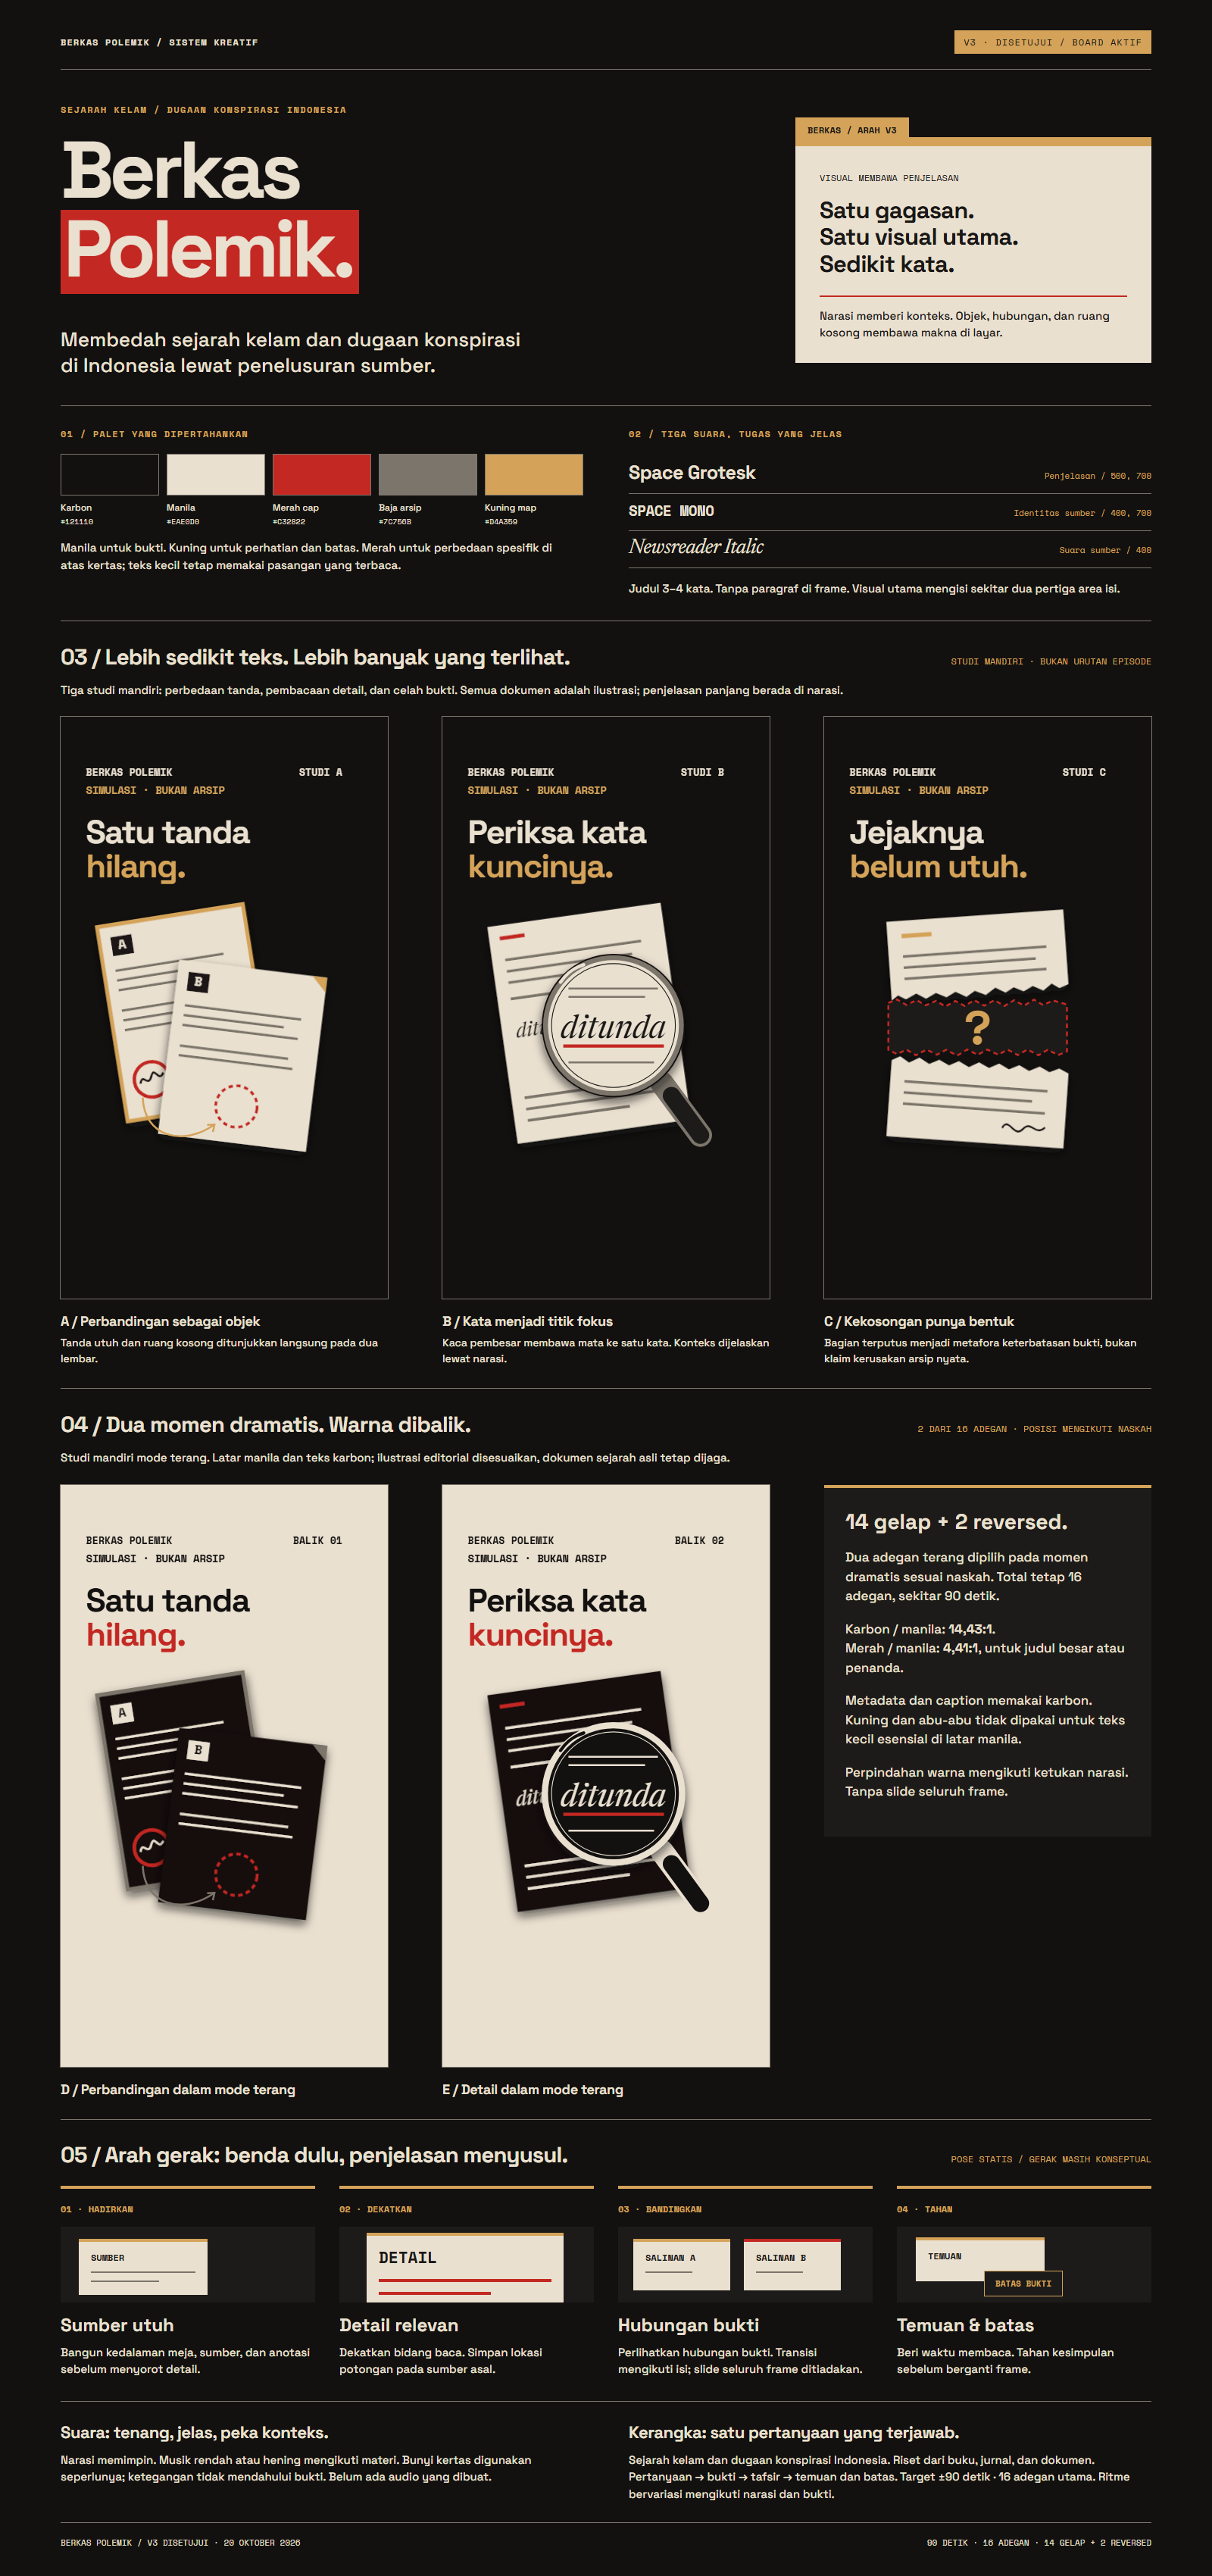 BERKAS POLEMIK / SISTEM KREATIF
V3 · DISETUJUI / BOARD AKTIF
SEJARAH KELAM / DUGAAN KONSPIRASI INDONESIA
Berkas
Polemik.
Membedah sejarah kelam dan dugaan konspirasi
di Indonesia lewat penelusuran sumber.
BERKAS / ARAH V3
VISUAL MEMBAWA PENJELASAN
Satu gagasan.
Satu visual utama.
Sedikit kata.
Narasi memberi konteks. Objek, hubungan, dan ruang
kosong membawa makna di layar.
01 / PALET YANG DIPERTAHANKAN
Karbon
#121110
Manila
#EAE0D0
Merah cap
#C32822
Baja arsip
#7C756B
Kuning map
#D4A359
Manila untuk bukti. Kuning untuk perhatian dan batas. Merah untuk perbedaan spesifik di
atas kertas; teks kecil tetap memakai pasangan yang terbaca.
02 / TIGA SUARA, TUGAS YANG JELAS
Space Grotesk
Penjelasan / 500, 700
SPACE MONO
Identitas sumber / 400, 700
Newsreader Italic
Suara sumber / 400
Judul 3–4 kata. Tanpa paragraf di frame. Visual utama mengisi sekitar dua pertiga area isi.
03 / Lebih sedikit teks. Lebih banyak yang terlihat.
STUDI MANDIRI · BUKAN URUTAN EPISODE
Tiga studi mandiri: perbedaan tanda, pembacaan detail, dan celah bukti. Semua dokumen adalah ilustrasi; penjelasan panjang berada di narasi.
BERKAS POLEMIK
STUDI A
SIMULASI · BUKAN ARSIP
Satu tanda
hilang.
A
B
BERKAS POLEMIK
STUDI B
SIMULASI · BUKAN ARSIP
Periksa kata
kuncinya.
dit
ditunda
BERKAS POLEMIK
STUDI C
SIMULASI · BUKAN ARSIP
Jejaknya
belum utuh.
?
A / Perbandingan sebagai objek
Tanda utuh dan ruang kosong ditunjukkan langsung pada dua
lembar.
B / Kata menjadi titik fokus
Kaca pembesar membawa mata ke satu kata. Konteks dijelaskan
lewat narasi.
C / Kekosongan punya bentuk
Bagian terputus menjadi metafora keterbatasan bukti, bukan
klaim kerusakan arsip nyata.
04 / Dua momen dramatis. Warna dibalik.
2 DARI 16 ADEGAN · POSISI MENGIKUTI NASKAH
Studi mandiri mode terang. Latar manila dan teks karbon; ilustrasi editorial disesuaikan, dokumen sejarah asli tetap dijaga.
BERKAS POLEMIK
BALIK 01
SIMULASI · BUKAN ARSIP
Satu tanda
hilang.
A
B
BERKAS POLEMIK
BALIK 02
SIMULASI · BUKAN ARSIP
Periksa kata
kuncinya.
dit
ditunda
14 gelap + 2 reversed.
Dua adegan terang dipilih pada momen
dramatis sesuai naskah. Total tetap 16
adegan, sekitar 90 detik.
Karbon / manila: 14,43:1.
Merah / manila: 4,41:1, untuk judul besar atau
penanda.
Metadata dan caption memakai karbon.
Kuning dan abu-abu tidak dipakai untuk teks
kecil esensial di latar manila.
Perpindahan warna mengikuti ketukan narasi.
Tanpa slide seluruh frame.
D / Perbandingan dalam mode terang
E / Detail dalam mode terang
05 / Arah gerak: benda dulu, penjelasan menyusul.
POSE STATIS / GERAK MASIH KONSEPTUAL
01 · HADIRKAN
SUMBER
Sumber utuh
Bangun kedalaman meja, sumber, dan anotasi
sebelum menyorot detail.
02 · DEKATKAN
DETAIL
Detail relevan
Dekatkan bidang baca. Simpan lokasi
potongan pada sumber asal.
03 · BANDINGKAN
SALINAN A
SALINAN B
Hubungan bukti
Perlihatkan hubungan bukti. Transisi
mengikuti isi; slide seluruh frame ditiadakan.
04 · TAHAN
TEMUAN
BATAS BUKTI
Temuan & batas
Beri waktu membaca. Tahan kesimpulan
sebelum berganti frame.
Suara: tenang, jelas, peka konteks.
Narasi memimpin. Musik rendah atau hening mengikuti materi. Bunyi kertas digunakan
seperlunya; ketegangan tidak mendahului bukti. Belum ada audio yang dibuat.
Kerangka: satu pertanyaan yang terjawab.
Sejarah kelam dan dugaan konspirasi Indonesia. Riset dari buku, jurnal, dan dokumen.
Pertanyaan → bukti → tafsir → temuan dan batas. Target ±90 detik · 16 adegan utama. Ritme
bervariasi mengikuti narasi dan bukti.
BERKAS POLEMIK / V3 DISETUJUI · 20 OKTOBER 2026
90 DETIK · 16 ADEGAN · 14 GELAP + 2 REVERSED